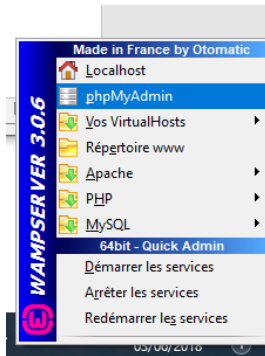 Made in France by Otomatic
Localhost
phpMyAdmin
Vos VirtualHosts
Répertoire www
Apache
PHP
MySQL
64bit - Quick Admin
Démarrer les services
Arrêter les services
Redémarrer les services
WAMPSERVER 3.0.6